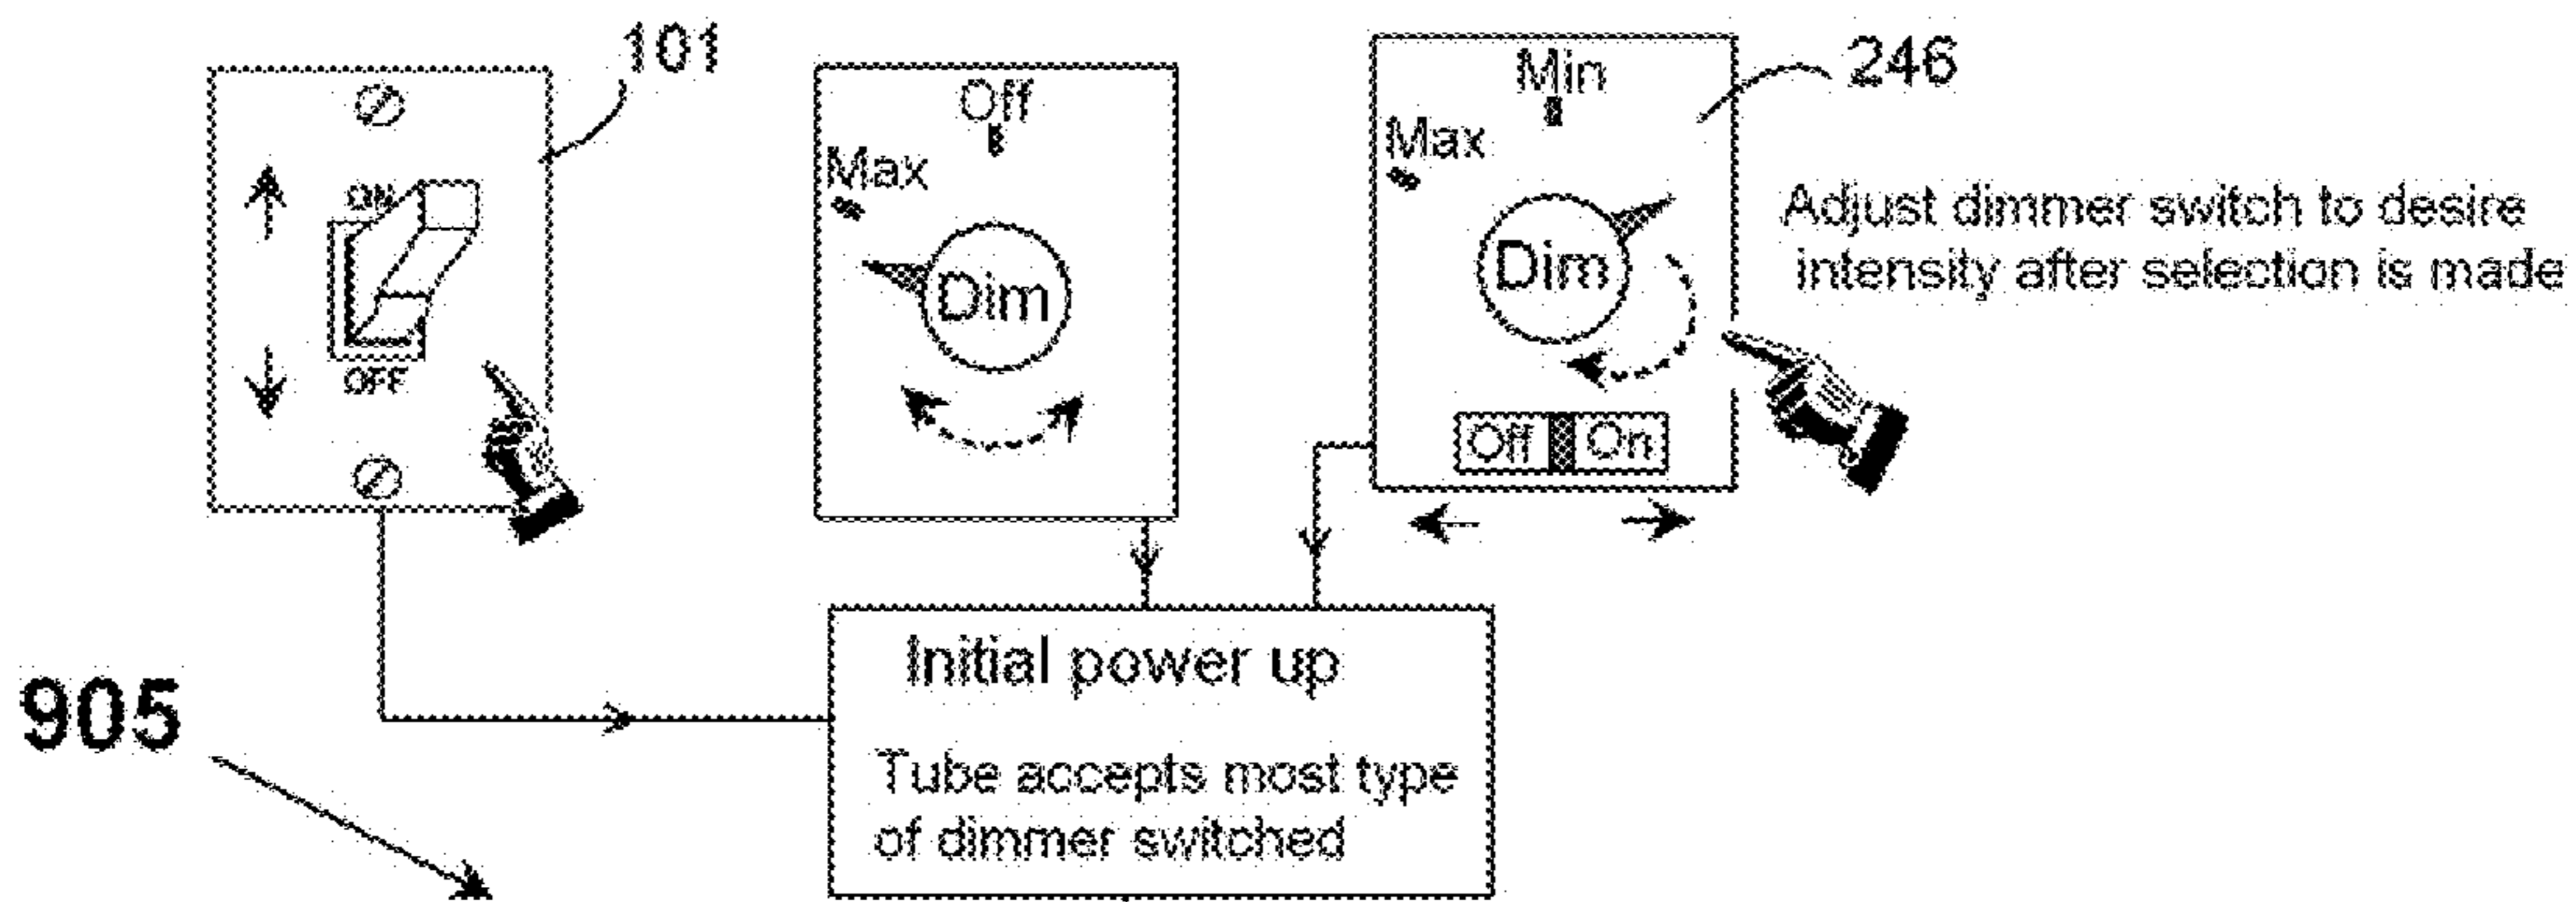 101
ON
OFF
Off
Max
Dim
Min
Max
Dim
Off On
246
Adjust dimmer switch to desire
intensity after selection is made
Initial power up
Tube accepts most type
of dimmer switched
905